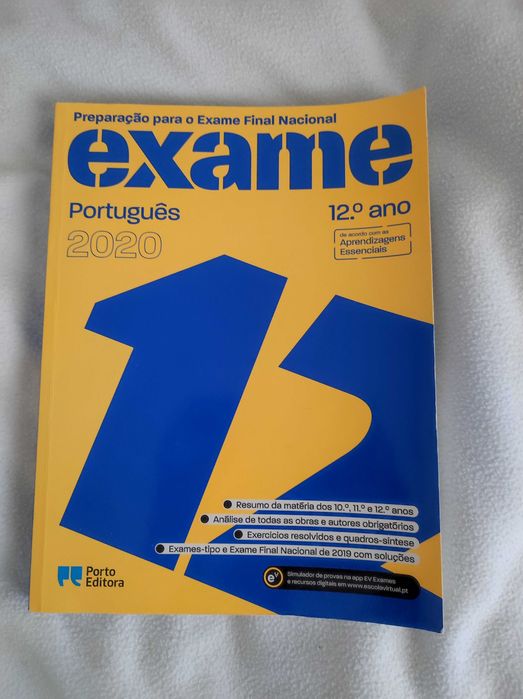 Preparação para o Exame Final Nacional
exame
Português
12.º ano
2020
de acordo com as
Aprendizagens
Essenciais
12
Resumo da matéria dos 10.º, 11.º e 12.º anos
Análise de todas as obras e autores obrigatórios
Exercícios resolvidos e quadros-síntese
Exames-tipo e Exame Final Nacional de 2019 com soluções
Porto
Editora
eV
Simulador de provas na app EV Exames
e recursos digitais em www.escolavirtual.pt